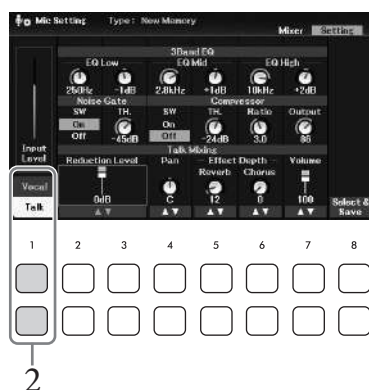 Mic Setting Type: New Memory
Mixer Setting
3Band EQ
EQ Low EQ Mid EQ High
250Hz -1dB 2.8kHz +1dB 10kHz +2dB
Noise Gate Compressor
SW TH. SW TH. Ratio Output
On On
Off -45dB Off -24dB 3.0 86
Input Level
Talk Mixing
Reduction Level Pan Effect Depth Volume
Reverb Chorus
Vocal
0dB C 12 0 100
Talk
Select & Save
1 2 3 4 5 6 7 8
2